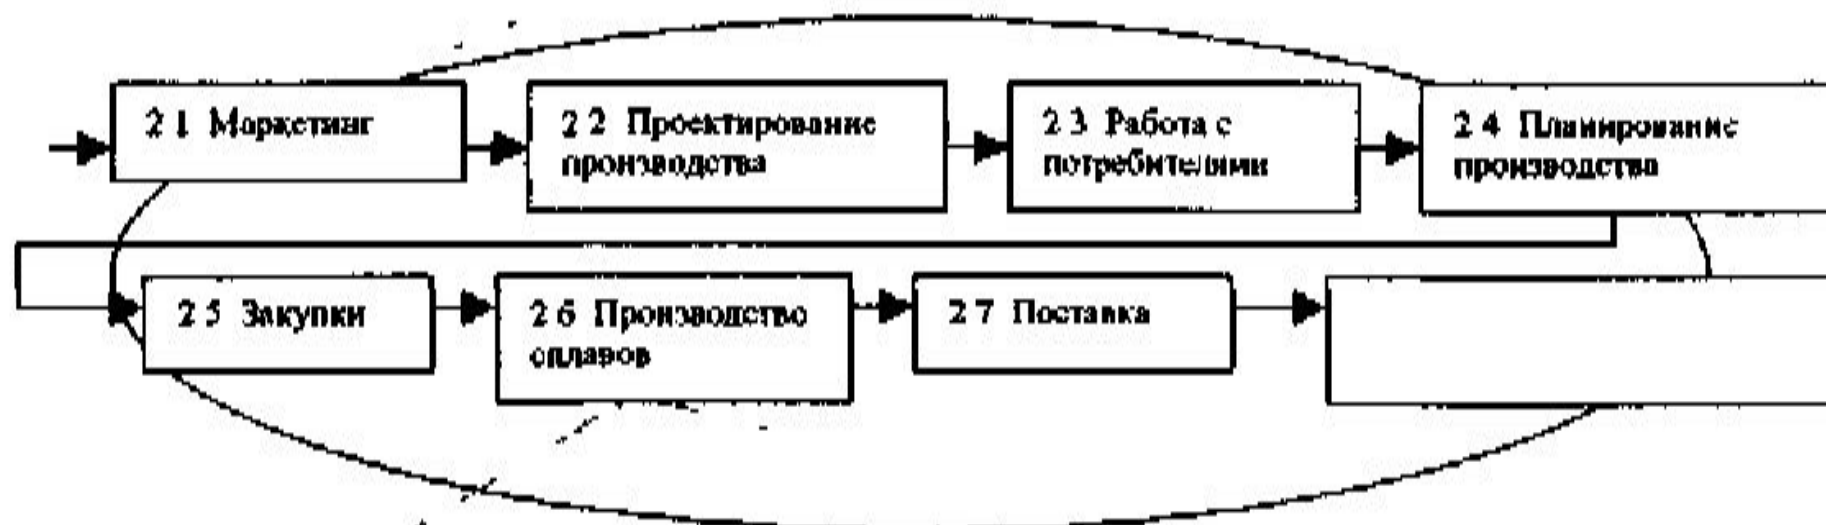 2 1 Маркетинг
2 2 Проектирование
производства
2 3 Работа с
потребителями
2 4 Планирование
производства
2 5 Закупки
2 6 Производство
сплавов
2 7 Поставка